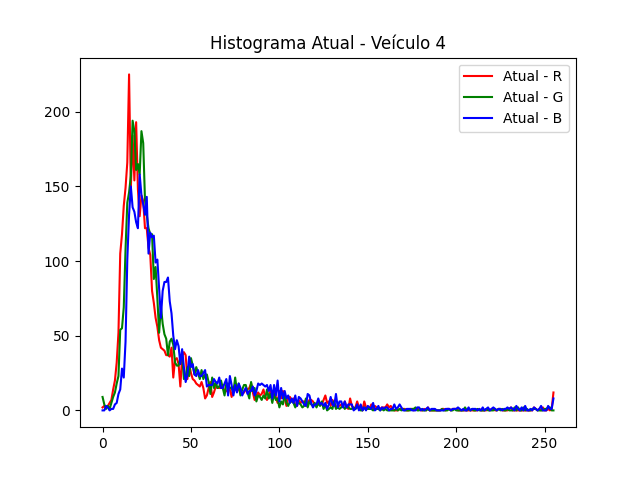 Histograma Atual - Veículo 4
Atual - R
Atual - G
Atual - B
200
150
100
50
0
0 50 100 150 200 250